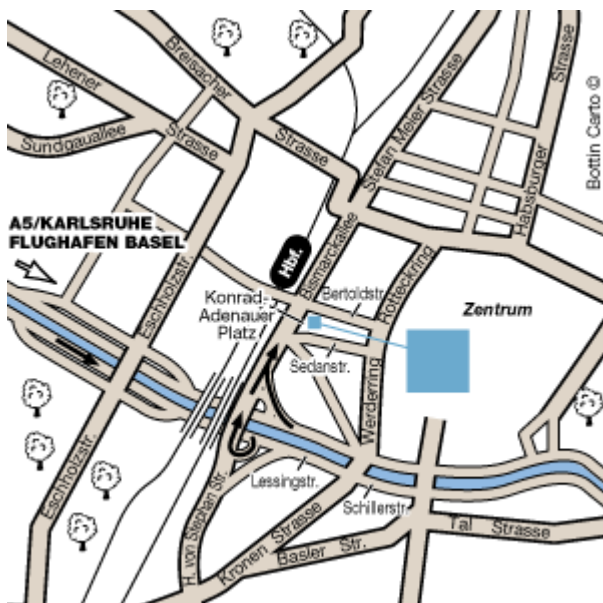 Lehener
Strasse
Breisacher
Strasse
Sundgauallee
Stefan Meier Strasse
Habsburger
Strasse
Bottin Carto ©
A5/KARLSRUHE
FLUGHAFEN BASEL
Hbf.
Bismarckallee
Rotteckring
Eschholzstr.
Konrad-
Adenauer
Platz
Bertoldstr.
Zentrum
Sedanstr.
Werderring
Eschholzstr.
Lessingstr.
Schillerstr.
H. von Stephan Str.
Kronen Strasse
Basler Str.
Tal Strasse